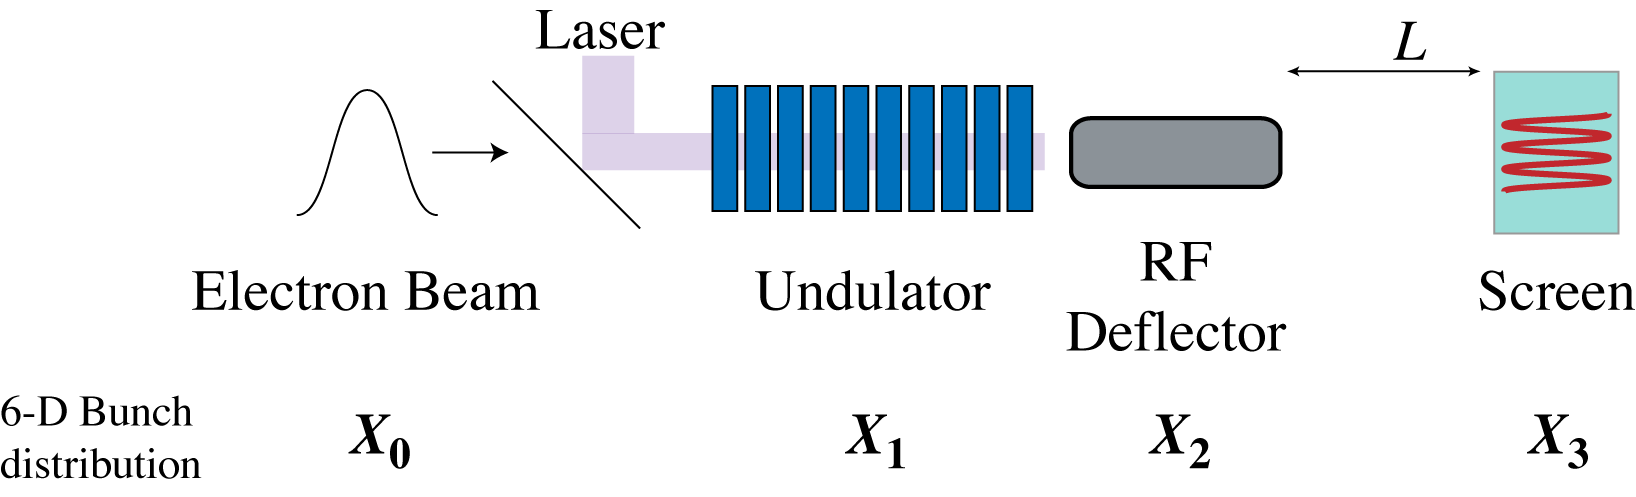 Laser
L
Electron Beam
Undulator
RF
Deflector
Screen
6-D Bunch
distribution
X0
X1
X2
X3